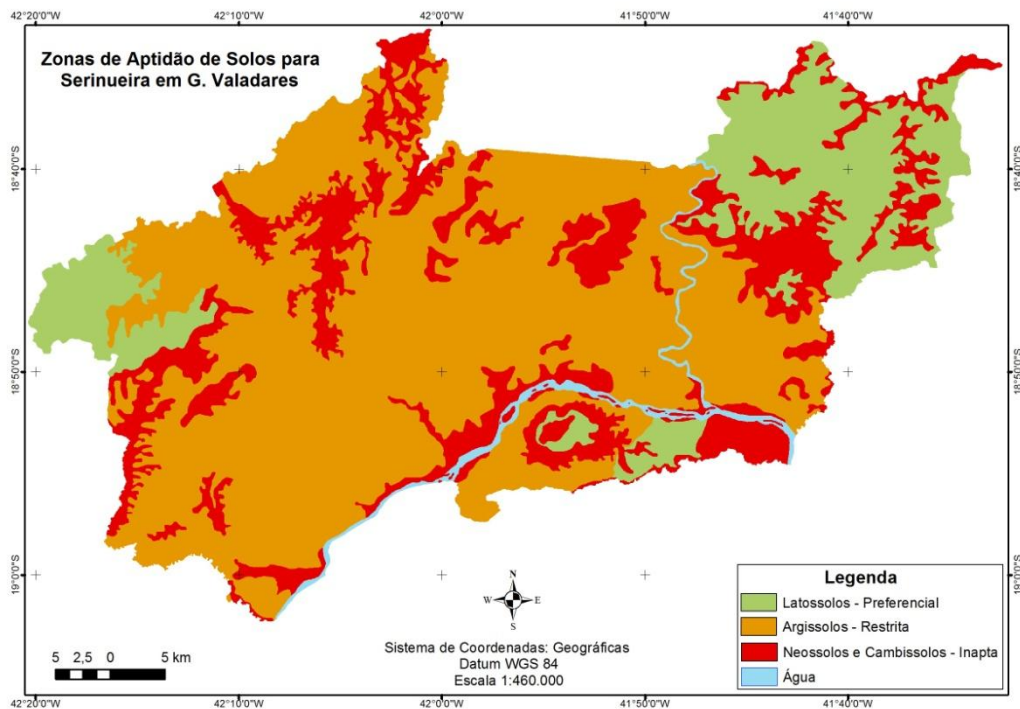 42°20'0"W
42°10'0"W
42°0'0"W
41°50'0"W
41°40'0"W
Zonas de Aptidão de Solos para
Serinueira em G. Valadares
18°40'0"S
18°40'0"S
18°50'0"S
18°50'0"S
19°0'0"S
19°0'0"S
N
W
E
S
Sistema de Coordenadas: Geográficas
Datum WGS 84
Escala 1:460.000
5 2,5 0 5 km
Legenda
Latossolos - Preferencial
Argissolos - Restrita
Neossolos e Cambissolos - Inapta
Água
42°20'0"W
42°10'0"W
42°0'0"W
41°50'0"W
41°40'0"W